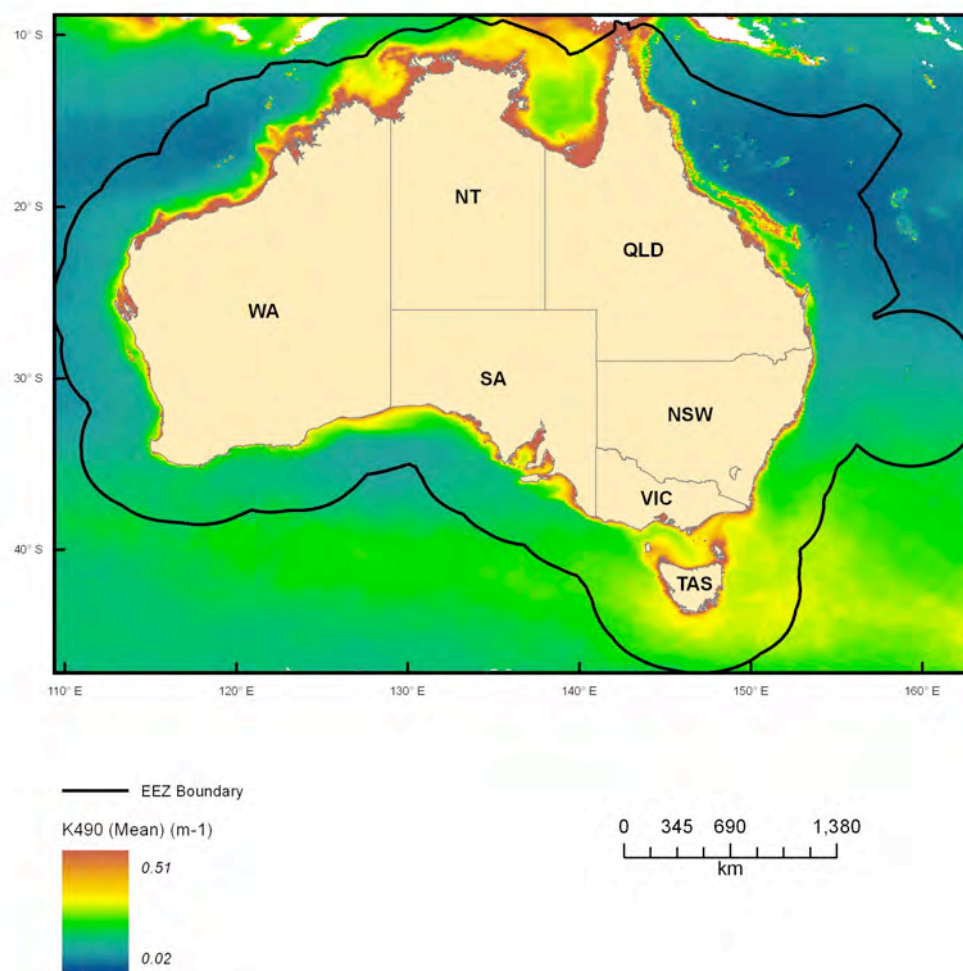 10° S
20° S
30° S
40° S
NT
QLD
WA
SA
NSW
VIC
TAS
110° E 120° E 130° E 140° E 150° E 160° E
EEZ Boundary
K490 (Mean) (m-1)
0.51
0.02
0 345 690 1,380
km